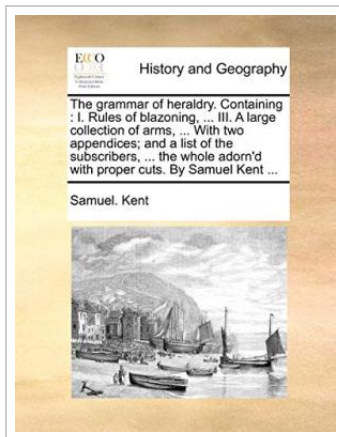 ECCO
History and Geography
The grammar of heraldry. Containing
: I. Rules of blazoning, ... III. A large
collection of arms, ... With two
appendices; and a list of the
subscribers, ... the whole adorn'd
with proper cuts. By Samuel Kent ...
Samuel. Kent